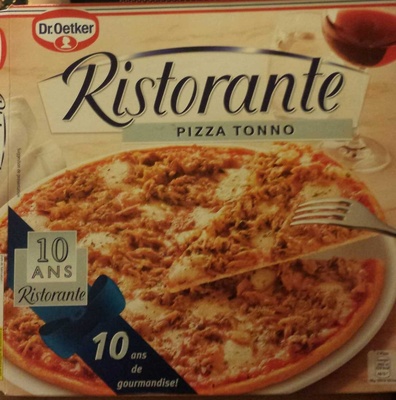 Dr.Oetker
Ristorante
PIZZA TONNO
10
ANS
Ristorante
10 ans
de
gourmandise!